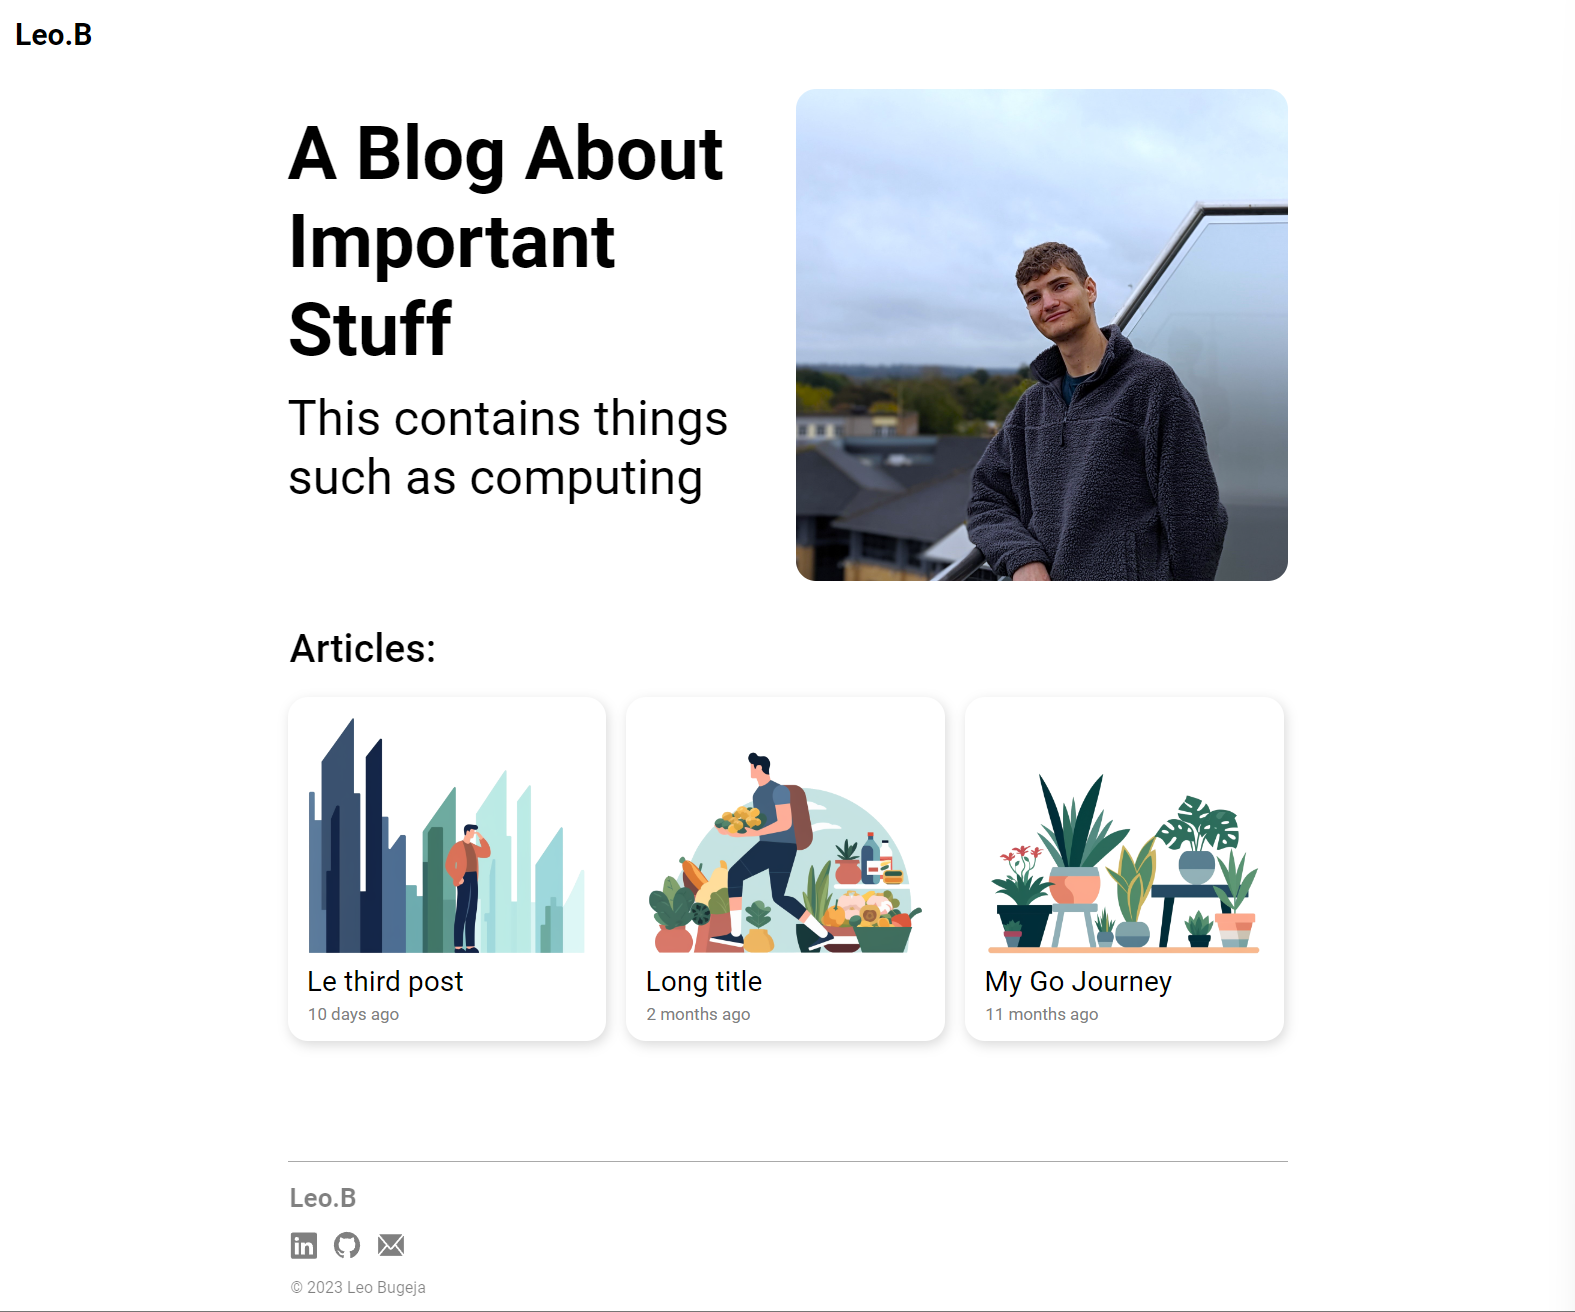 Leo.B
A Blog About
Important
Stuff
This contains things
such as computing
Articles:
Le third post
10 days ago
Long title
2 months ago
My Go Journey
11 months ago
Leo.B
in
© 2023 Leo Bugeja